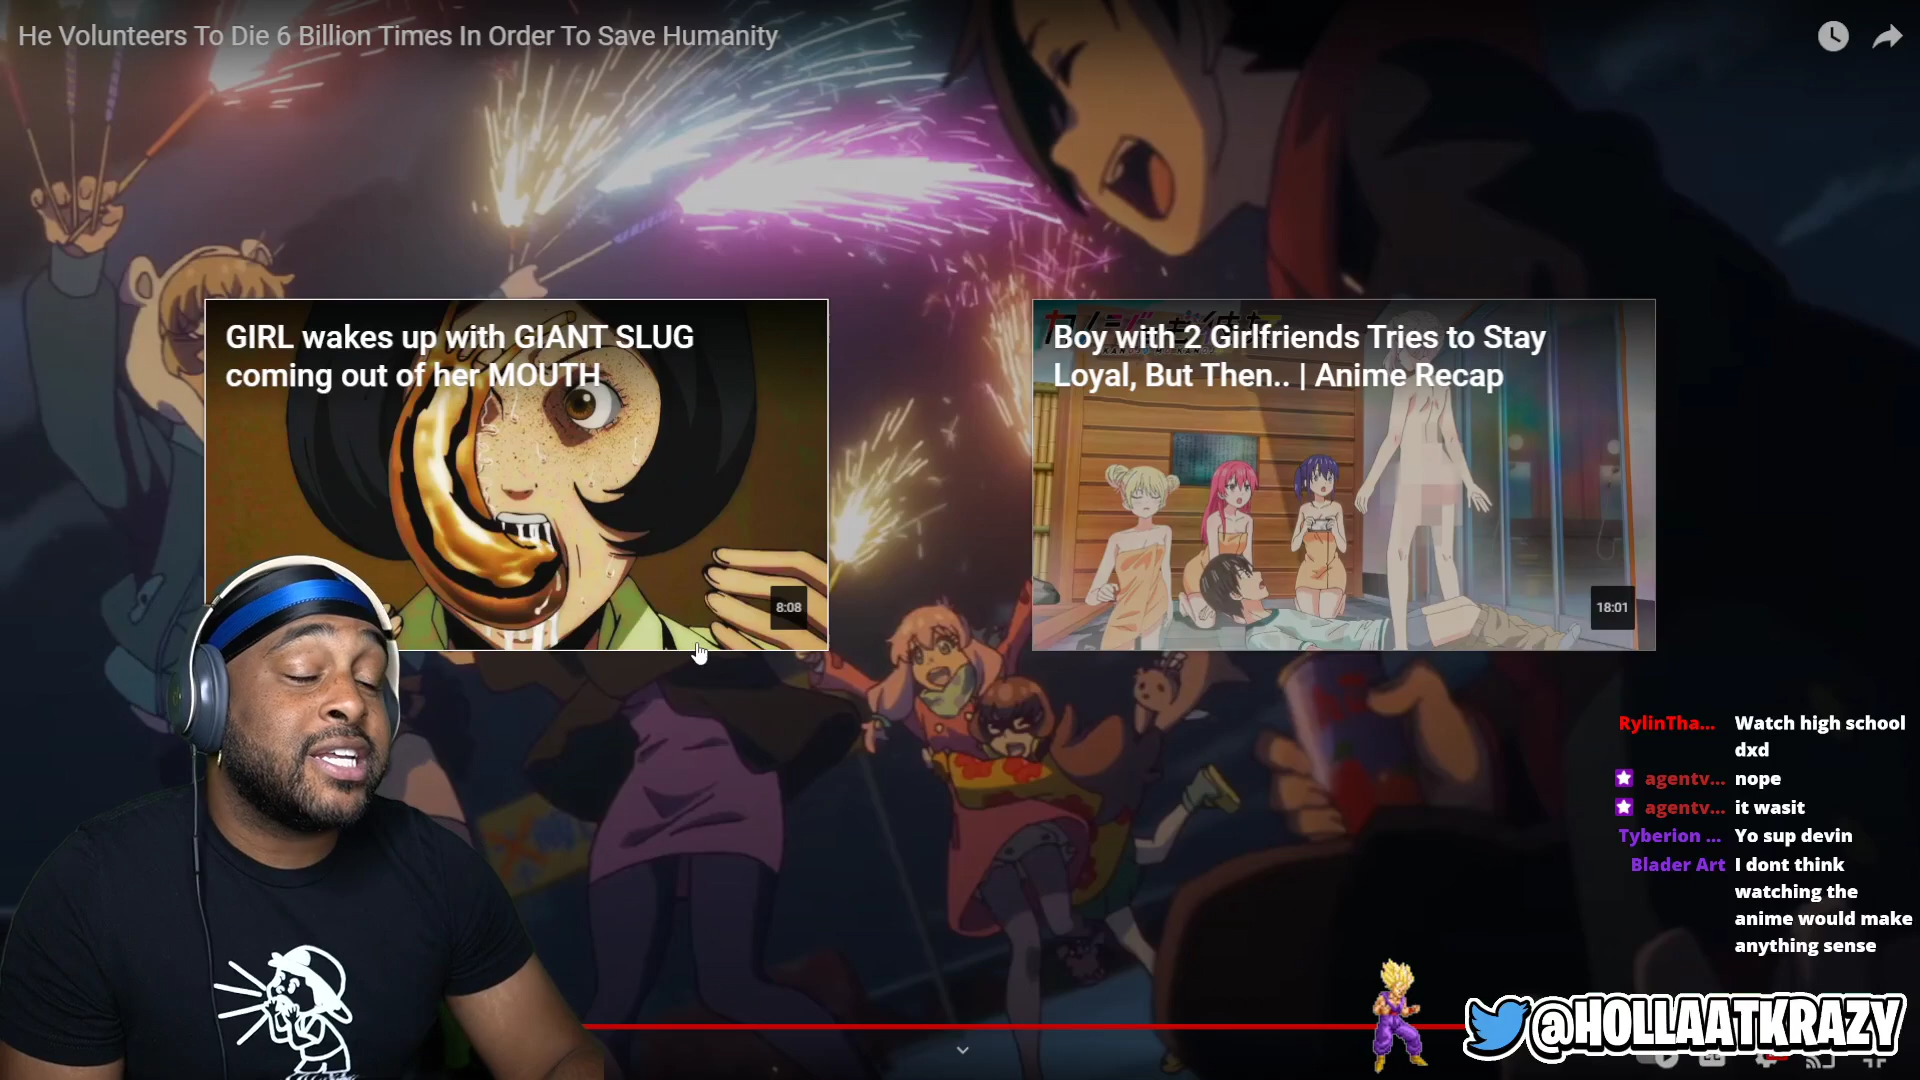 He Volunteers To Die 6 Billion Times In Order To Save Humanity
GIRL wakes up with GIANT SLUG
coming out of her MOUTH
8:08
Boy with 2 Girlfriends Tries to Stay
Loyal, But Then.. | Anime Recap
18:01
RylinTha... Watch high school
dxd
agentv... nope
agentv... it wasit
Tyberion ... Yo sup devin
Blader Art I dont think
watching the
anime would make
anything sense
@HOLLAATKRAZY